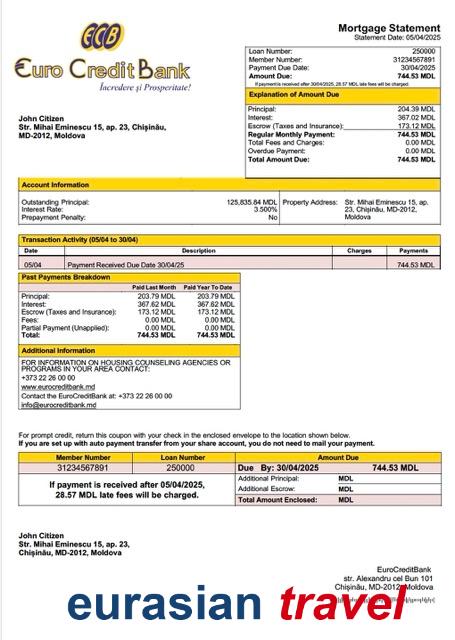 ECB
Euro Credit Bank
Încredere și Prosperitate!
Mortgage Statement
Statement Date: 05/04/2025
Loan Number: 250000
Member Number: 31234567891
Payment Due Date: 30/04/2025
Amount Due: 744.53 MDL
If payment is received after 30/04/2025, 28.57 MDL late fees will be charged.
Explanation of Amount Due
Principal: 204.39 MDL
Interest: 367.02 MDL
Escrow (Taxes and Insurance): 173.12 MDL
Regular Monthly Payment: 744.53 MDL
Total Fees and Charges: 0.00 MDL
Overdue Payment: 0.00 MDL
Total Amount Due: 744.53 MDL
John Citizen
Str. Mihai Eminescu 15, ap. 23, Chișinău,
MD-2012, Moldova
Account Information
Outstanding Principal: 125,835.84 MDL
Interest Rate: 3.500%
Prepayment Penalty: No
Property Address: Str. Mihai Eminescu 15, ap.
23, Chișinău, MD-2012,
Moldova
Transaction Activity (05/04 to 30/04)
Date Description Charges Payments
05/04 Payment Received Due Date 30/04/25 744.53 MDL
Past Payments Breakdown
Paid Last Month Paid Year To Date
Principal: 203.79 MDL 203.79 MDL
Interest: 367.62 MDL 367.62 MDL
Escrow (Taxes and Insurance): 173.12 MDL 173.12 MDL
Fees: 0.00 MDL 0.00 MDL
Partial Payment (Unapplied): 0.00 MDL 0.00 MDL
Total: 744.53 MDL 744.53 MDL
Additional Information
FOR INFORMATION ON HOUSING COUNSELING AGENCIES OR
PROGRAMS IN YOUR AREA CONTACT:
+373 22 26 00 00
www.eurocreditbank.md
Contact the EuroCreditBank at: +373 22 26 00 00
info@eurocreditbank.md
For prompt credit, return this coupon with your check in the enclosed envelope to the location shown below.
If you are set up with auto payment transfer from your share account, you do not need to mail your payment.
Member Number Loan Number Amount Due
31234567891 250000 Due By: 30/04/2025 744.53 MDL
If payment is received after 05/04/2025,
28.57 MDL late fees will be charged.
Additional Principal: MDL
Additional Escrow: MDL
Total Amount Enclosed: MDL
John Citizen
Str. Mihai Eminescu 15, ap. 23,
Chișinău, MD-2012, Moldova
EuroCreditBank
str. Alexandru cel Bun 101
Chișinău, MD-2012, Moldova
eurasian travel